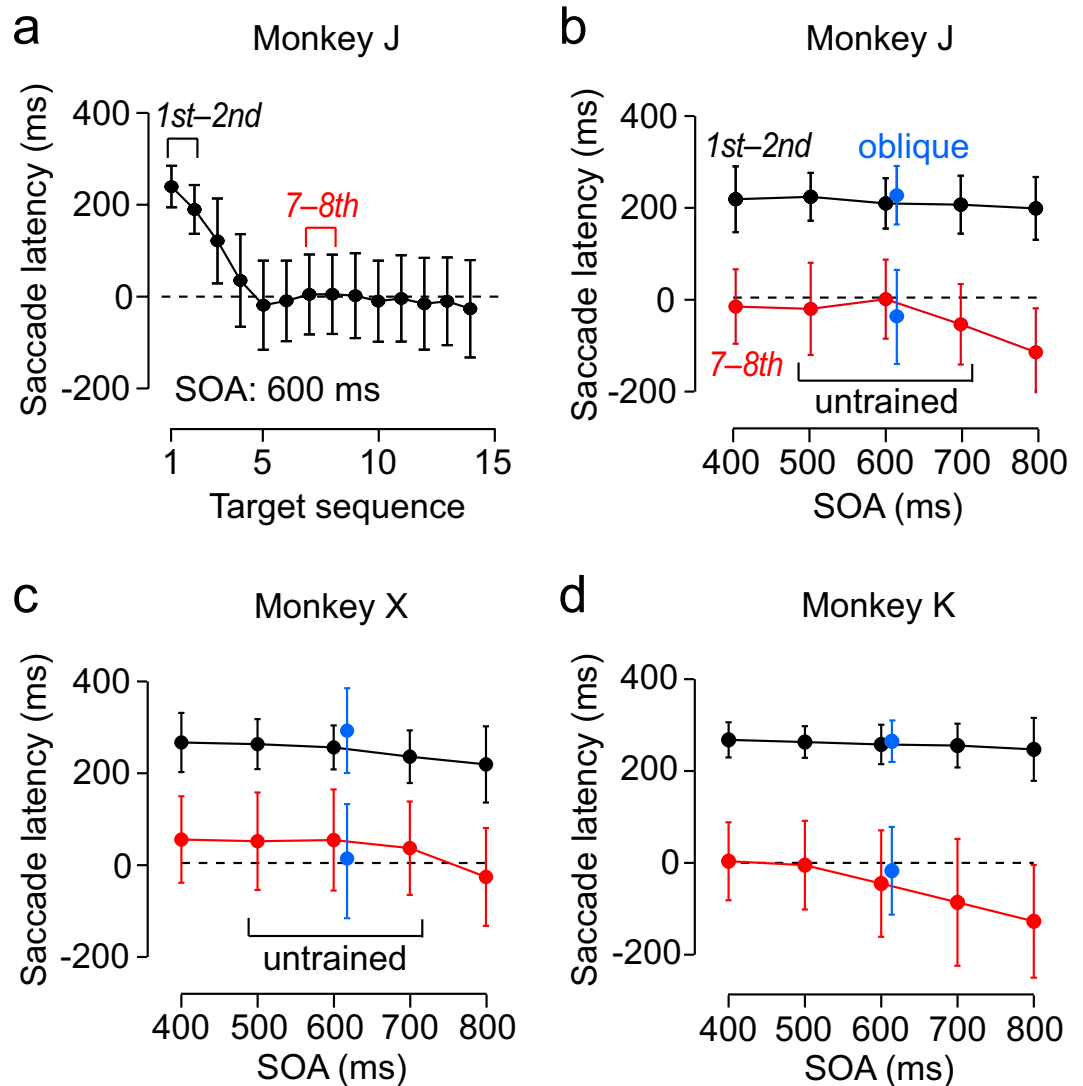 a
Monkey J
Saccade latency (ms)
400
200
0
-200
1st–2nd
7–8th
SOA: 600 ms
1
5
10
15
Target sequence
b
Monkey J
Saccade latency (ms)
400
200
0
-200
1st–2nd
oblique
7–8th
untrained
400 500 600 700 800
SOA (ms)
c
Monkey X
Saccade latency (ms)
400
200
0
-200
untrained
400 500 600 700 800
SOA (ms)
d
Monkey K
Saccade latency (ms)
400
200
0
-200
400 500 600 700 800
SOA (ms)